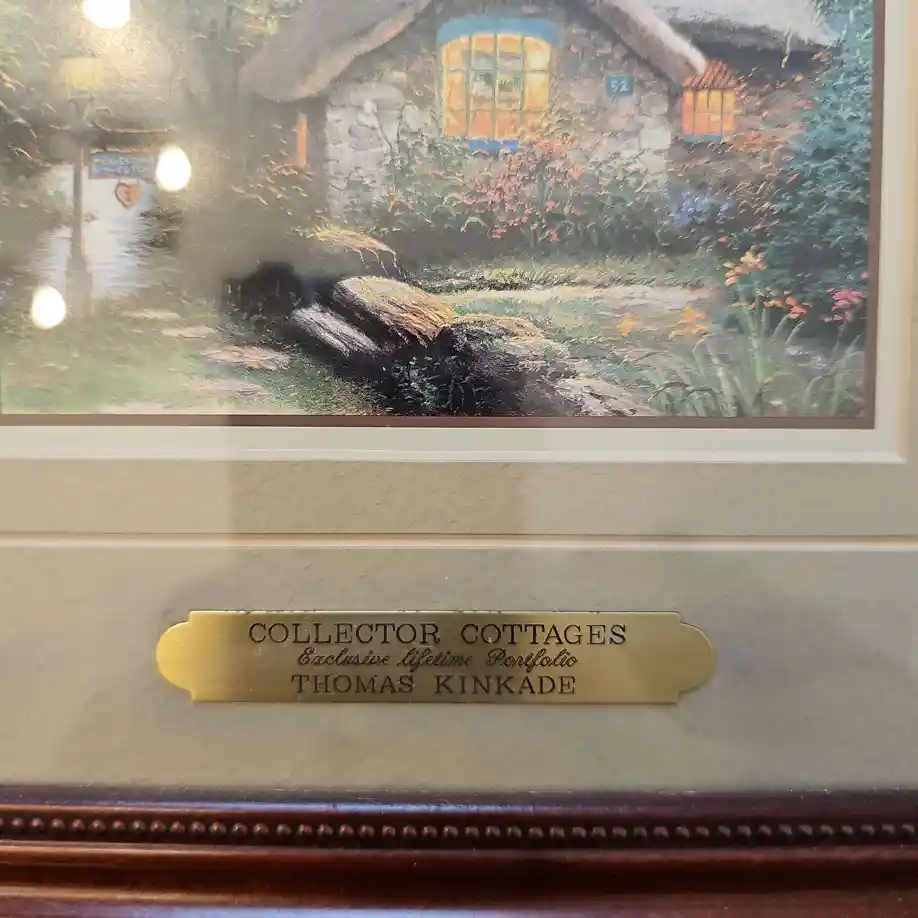 52
COLLECTOR COTTAGES
Exclusive lifetime Portfolio
THOMAS KINKADE